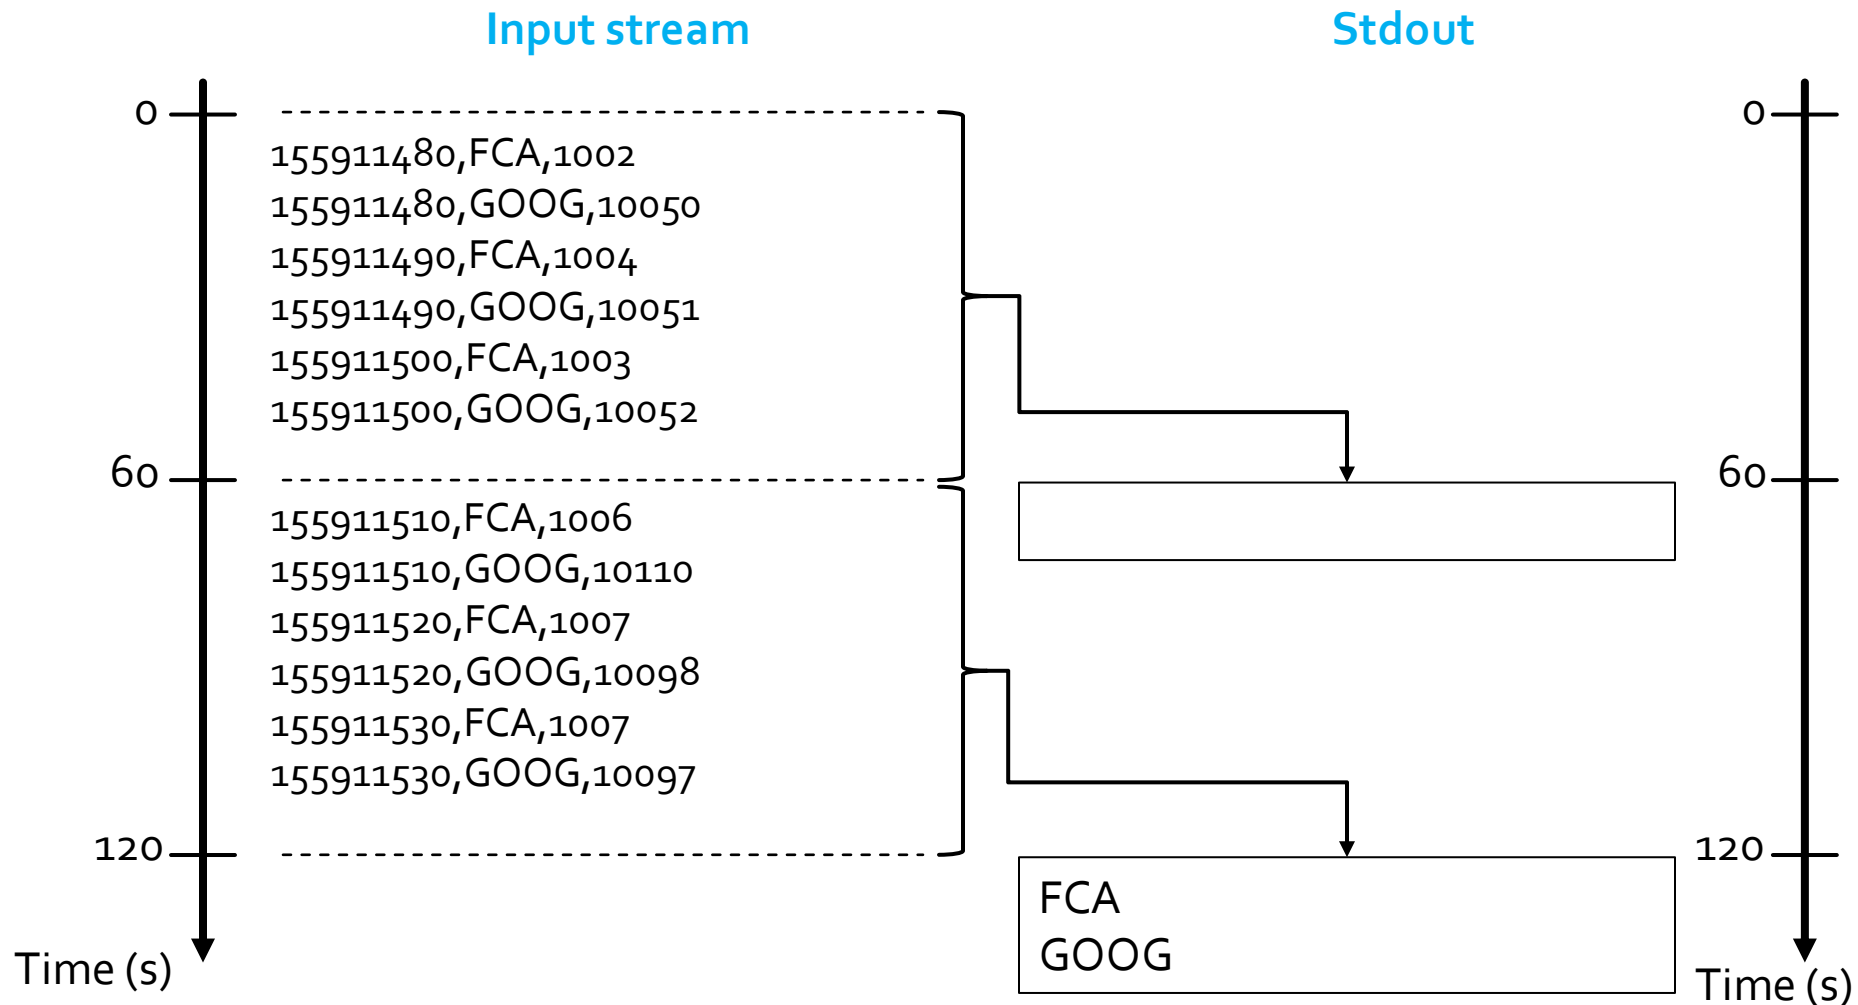 Input stream
Stdout
0
155911480,FCA,1002
155911480,GOOG,10050
155911490,FCA,1004
155911490,GOOG,10051
155911500,FCA,1003
155911500,GOOG,10052
60
155911510,FCA,1006
155911510,GOOG,10110
155911520,FCA,1007
155911520,GOOG,10098
155911530,FCA,1007
155911530,GOOG,10097
120
Time (s)
0
60
120
FCA
GOOG
Time (s)